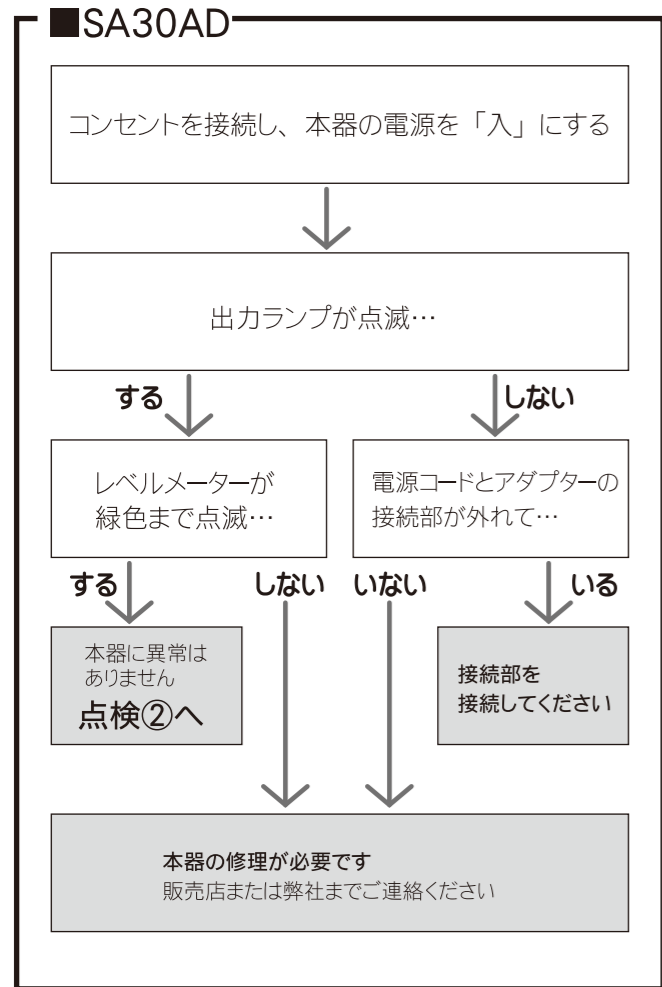 ■SA30AD
コンセントを接続し、本器の電源を「入」にする
出力ランプが点滅…
する
しない
レベルメーターが
緑色まで点滅…
電源コードとアダプターの
接続部が外れて…
する
しない
いない
いる
本器に異常は
ありません
点検②へ
接続部を
接続してください
本器の修理が必要です
販売店または弊社までご連絡ください